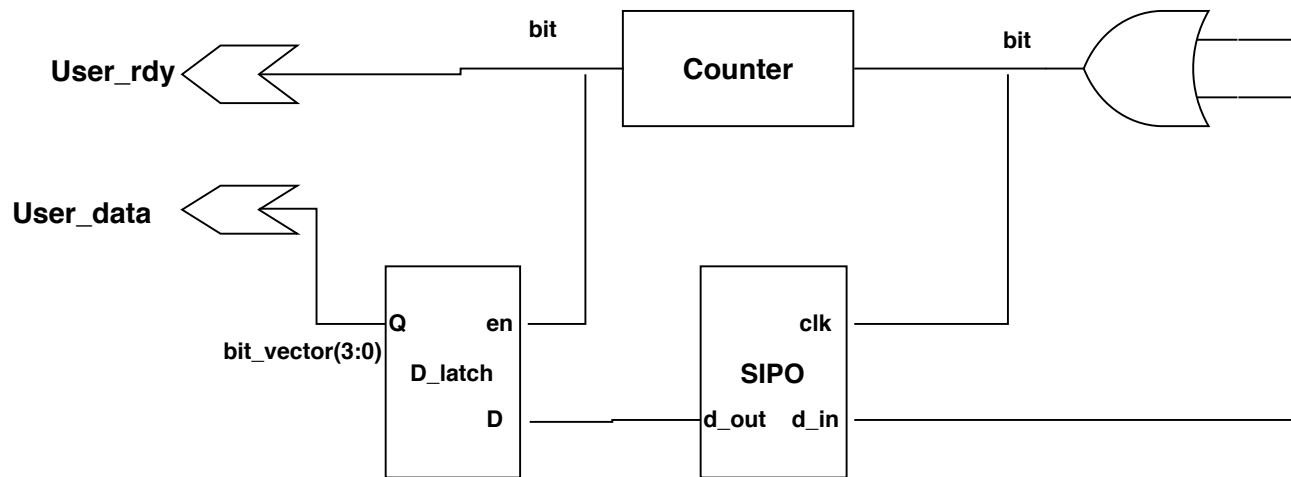 bit
bit
User_rdy
Counter
User_data
Q
en
clk
bit_vector(3:0)
D_latch
SIPO
D
d_out
d_in